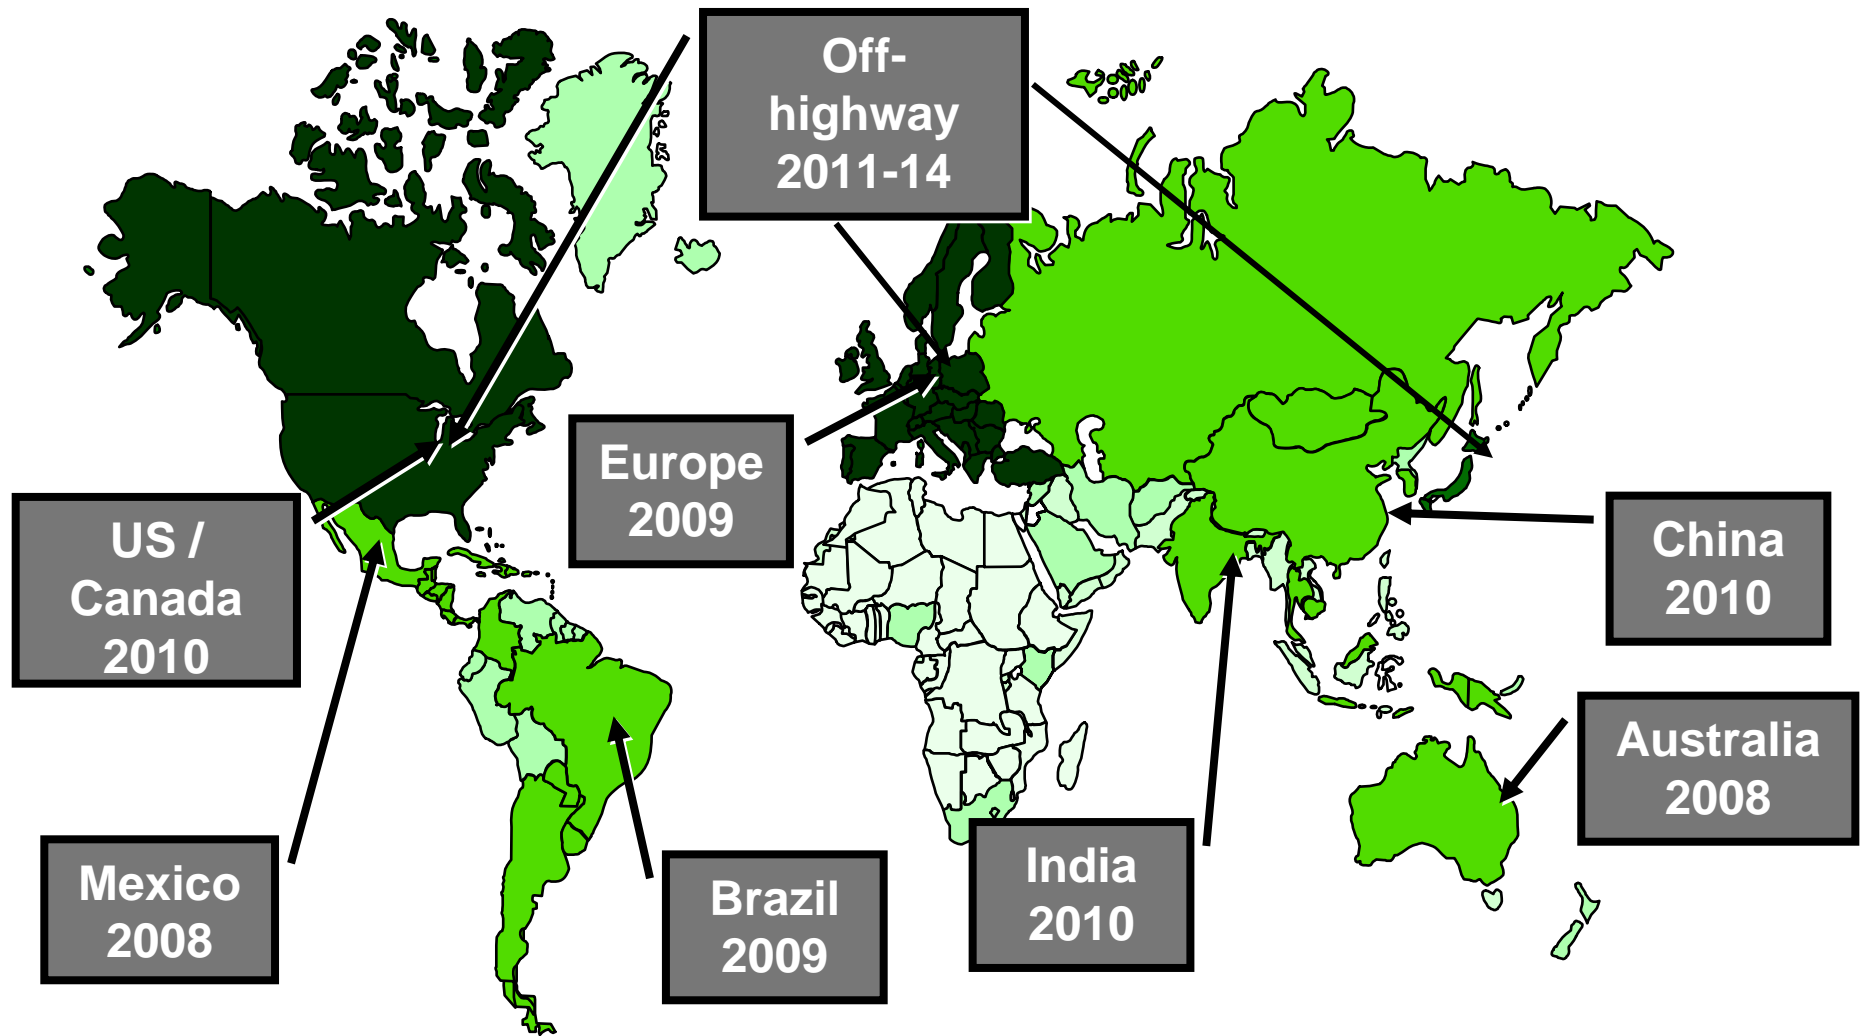 Off-
highway
2011-14
Europe
2009
US /
Canada
2010
China
2010
Australia
2008
Mexico
2008
Brazil
2009
India
2010